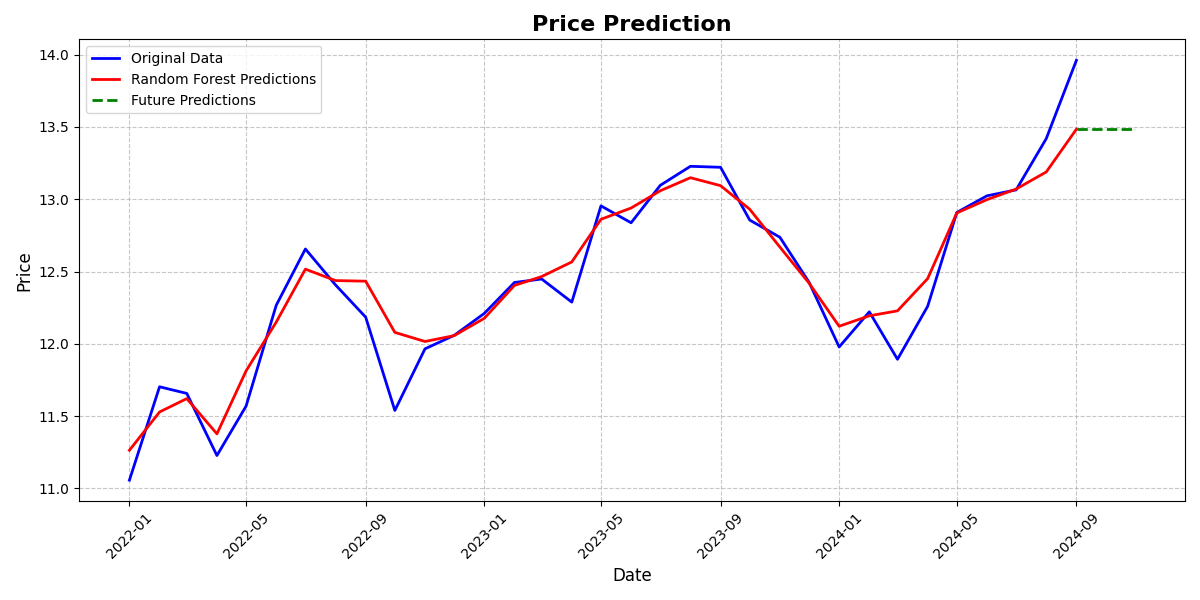 Price Prediction
Original Data
Random Forest Predictions
Future Predictions
14.0
13.5
13.0
12.5
12.0
11.5
11.0
Price
2022-01
2022-05
2022-09
2023-01
2023-05
2023-09
2024-01
2024-05
2024-09
Date